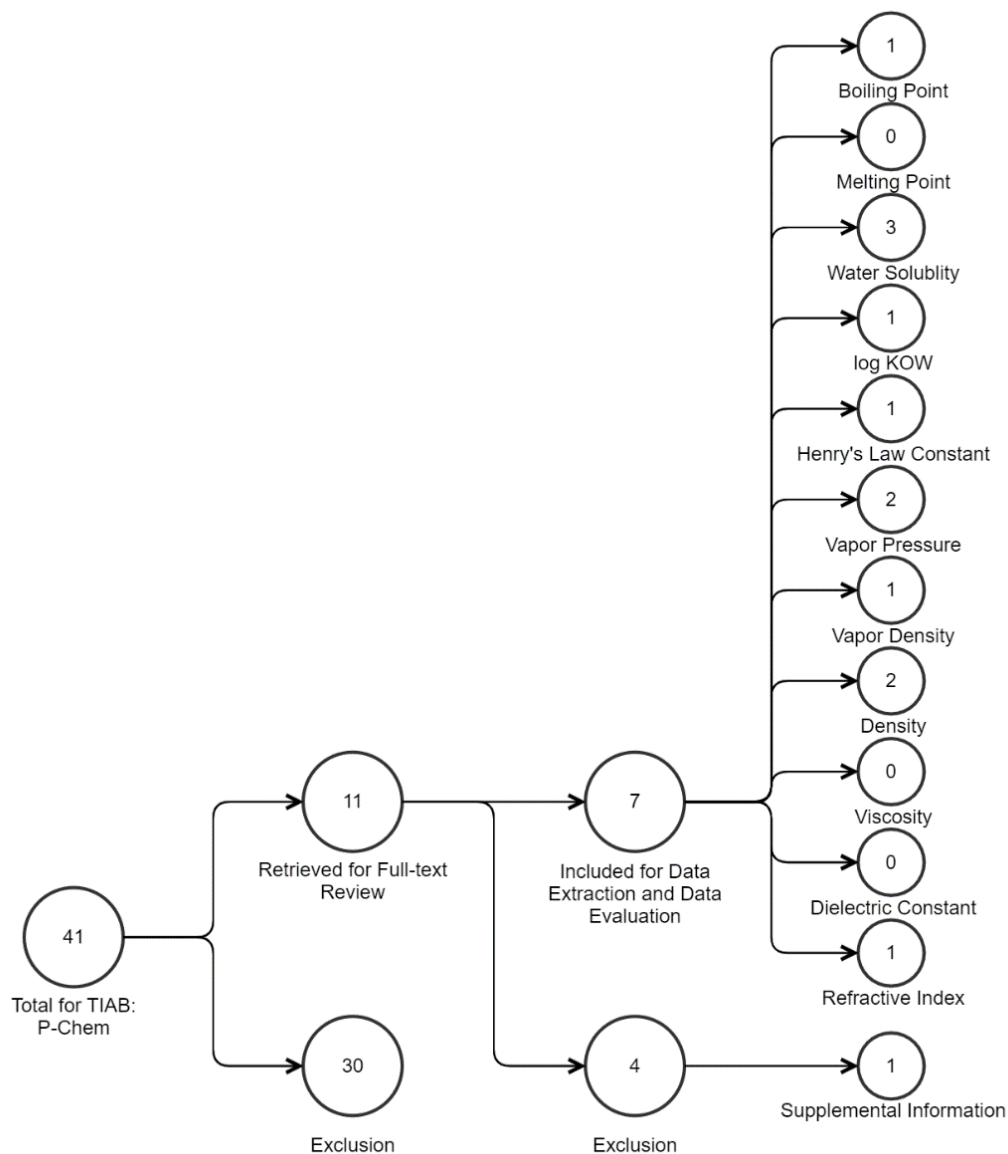 1
Boiling Point
0
Melting Point
3
Water Solublity
1
log KOW
1
Henry's Law Constant
2
Vapor Pressure
1
Vapor Density
2
Density
0
Viscosity
0
Dielectric Constant
1
Refractive Index
11
Retrieved for Full-text
Review
7
Included for Data
Extraction and Data
Evaluation
41
Total for TIAB:
P-Chem
30
Exclusion
4
Exclusion
1
Supplemental Information